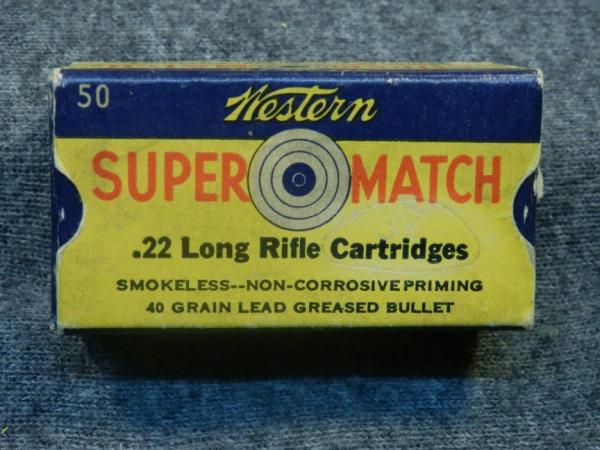 50
Western
SUPER MATCH
.22 Long Rifle Cartridges
SMOKELESS--NON-CORROSIVE PRIMING
40 GRAIN LEAD GREASED BULLET